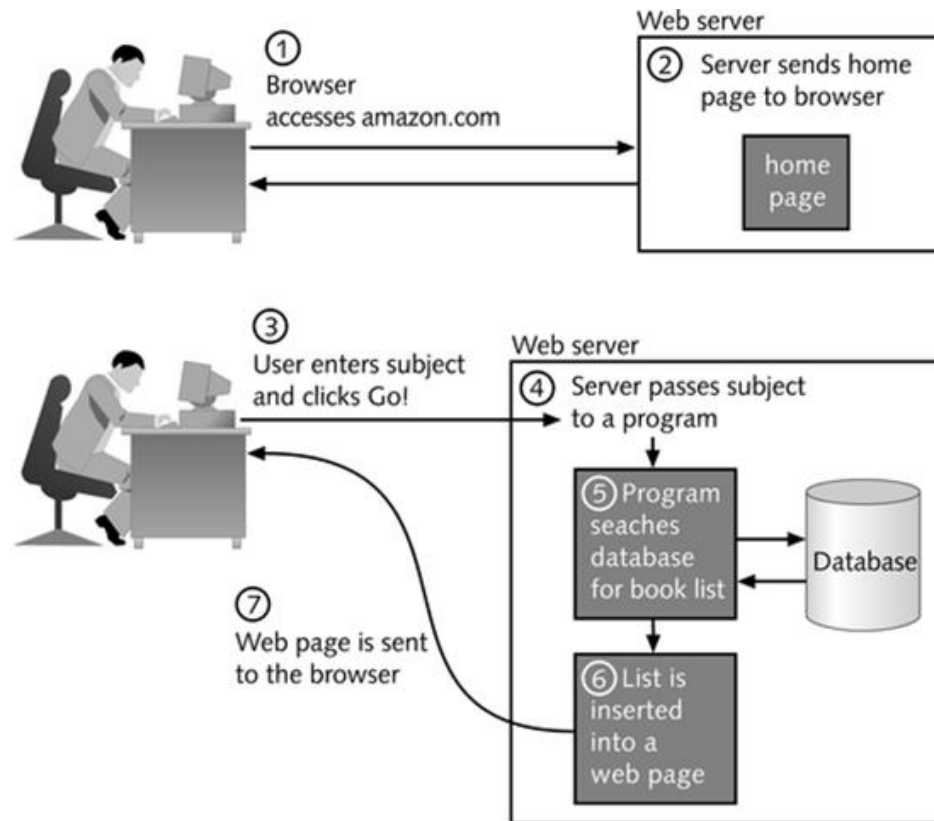 Web server
①
Browser
accesses amazon.com
② Server sends home
page to browser
home
page
③
User enters subject
and clicks Go!
Web server
④ Server passes subject
to a program
⑤ Program
seaches
database
for book list
Database
⑥ List is
inserted
into a
web page
⑦
Web page is sent
to the browser